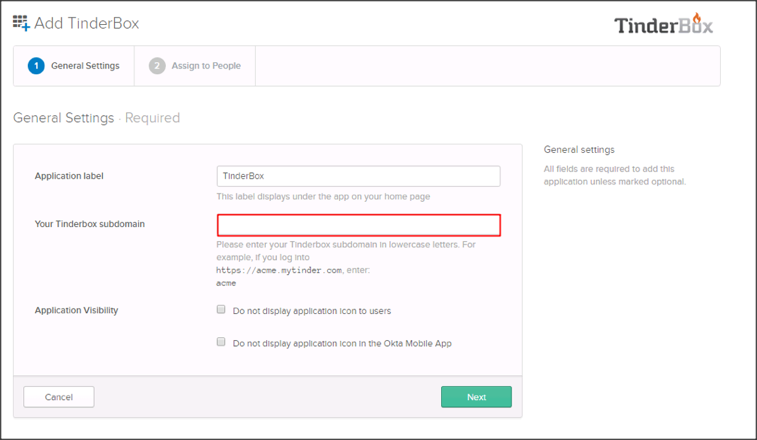 Add TinderBox
TinderBox
1 General Settings
2 Assign to People
General Settings · Required
Application label
TinderBox
This label displays under the app on your home page
Your Tinderbox subdomain
Please enter your Tinderbox subdomain in lowercase letters. For
example, if you log into
https://acme.mytinder.com, enter:
acme
Application Visibility
Do not display application icon to users
Do not display application icon in the Okta Mobile App
Cancel
Next
General settings
All fields are required to add this
application unless marked optional.